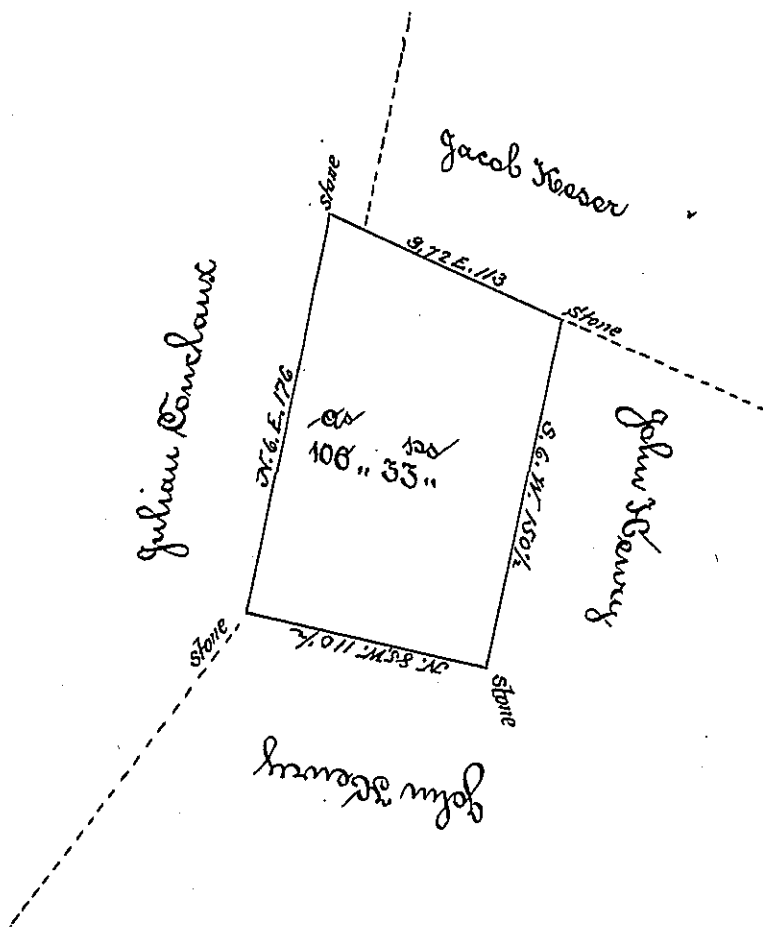 stone
Jacob Keser
S. 72 E. 113
stone
N. 6. E. 176
as
106 ,, 33 ,,
S. 6. W. 150½
Julian
John Henry
stone
N. 85 W. 110½
stone
John Henry